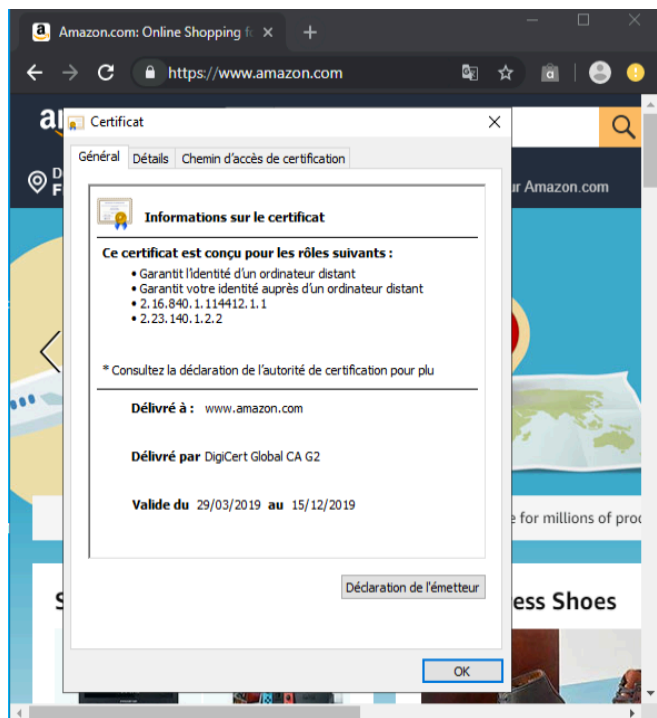 Amazon.com: Online Shopping fo
https://www.amazon.com
Certificat
Général Détails Chemin d'accès de certification
ur Amazon.com
Informations sur le certificat
Ce certificat est conçu pour les rôles suivants :
• Garantit l'identité d'un ordinateur distant
• Garantit votre identité auprès d'un ordinateur distant
• 2.16.840.1.114412.1.1
• 2.23.140.1.2.2
* Consultez la déclaration de l'autorité de certification pour plu
Délivré à : www.amazon.com
Délivré par DigiCert Global CA G2
Valide du 29/03/2019 au 15/12/2019
e for millions of prod
Déclaration de l'émetteur
S
ess Shoes
OK